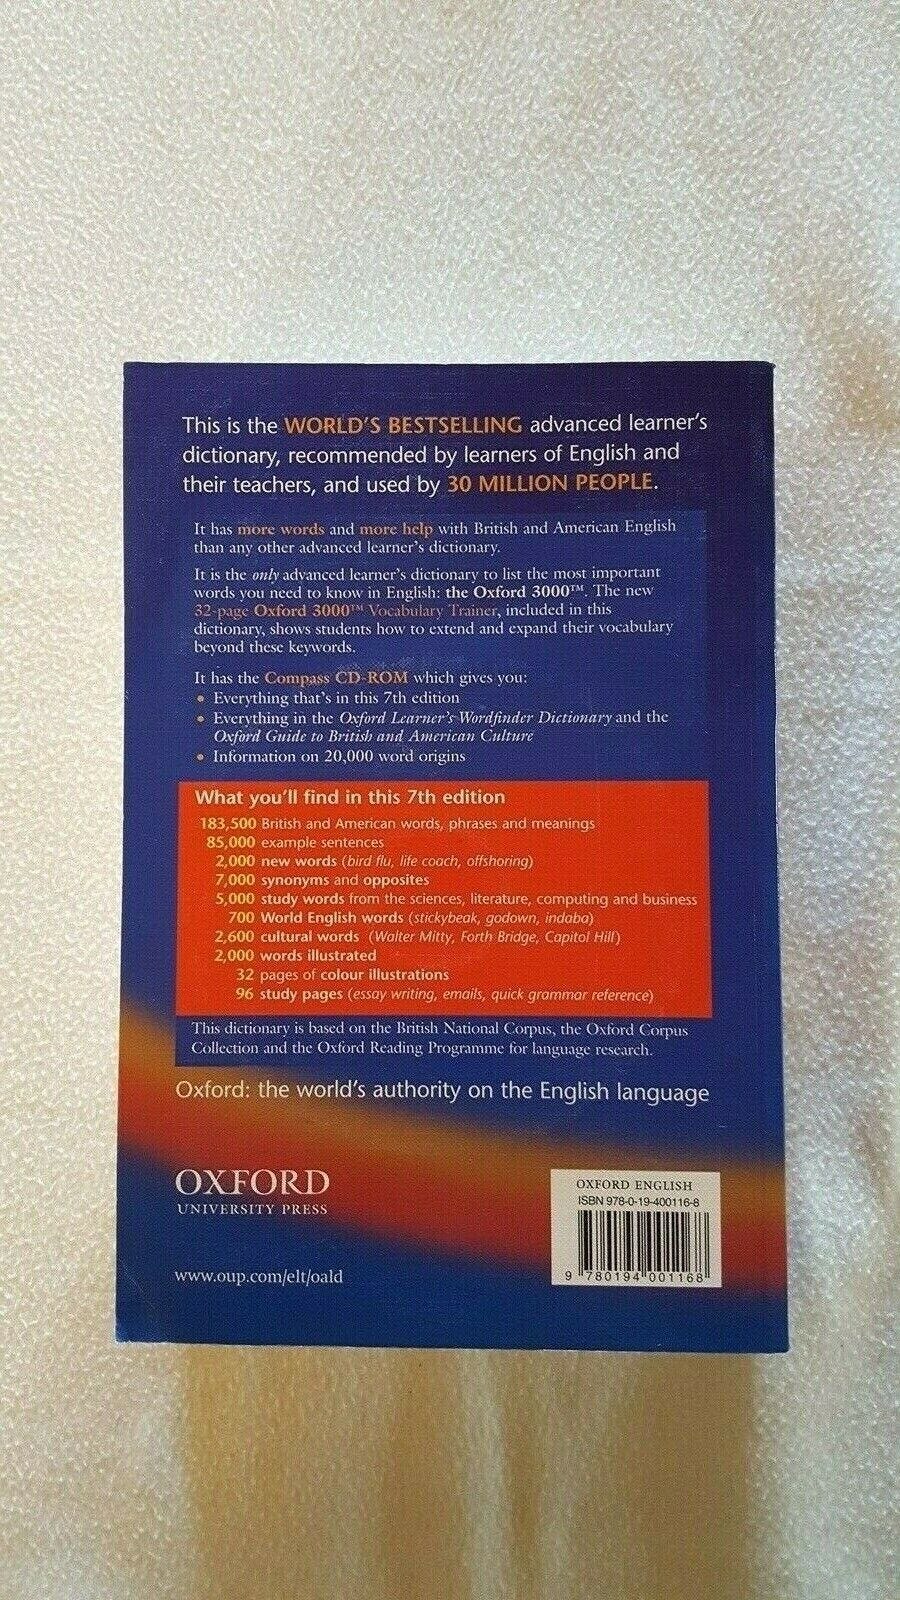 This is the WORLD'S BESTSELLING advanced learner's
dictionary, recommended by learners of English and
their teachers, and used by 30 MILLION PEOPLE.
It has more words and more help with British and American English
than any other advanced learner's dictionary.
It is the only advanced learner's dictionary to list the most important
words you need to know in English: the Oxford 3000™. The new
32-page Oxford 3000™ Vocabulary Trainer, included in this
dictionary, shows students how to extend and expand their vocabulary
beyond these keywords.
It has the Compass CD-ROM which gives you:
• Everything that's in this 7th edition
• Everything in the Oxford Learner's Wordfinder Dictionary and the
Oxford Guide to British and American Culture
• Information on 20,000 word origins
What you'll find in this 7th edition
183,500 British and American words, phrases and meanings
85,000 example sentences
2,000 new words (bird flu, life coach, offshoring)
7,000 synonyms and opposites
5,000 study words from the sciences, literature, computing and business
700 World English words (stickybeak, godown, indaba)
2,600 cultural words (Walter Mitty, Forth Bridge, Capitol Hill)
2,000 words illustrated
32 pages of colour illustrations
96 study pages (essay writing, emails, quick grammar reference)
This dictionary is based on the British National Corpus, the Oxford Corpus
Collection and the Oxford Reading Programme for language research.
Oxford: the world's authority on the English language
OXFORD
UNIVERSITY PRESS
www.oup.com/elt/oald
OXFORD ENGLISH
ISBN 978-0-19-400116-8
9 780194 001168